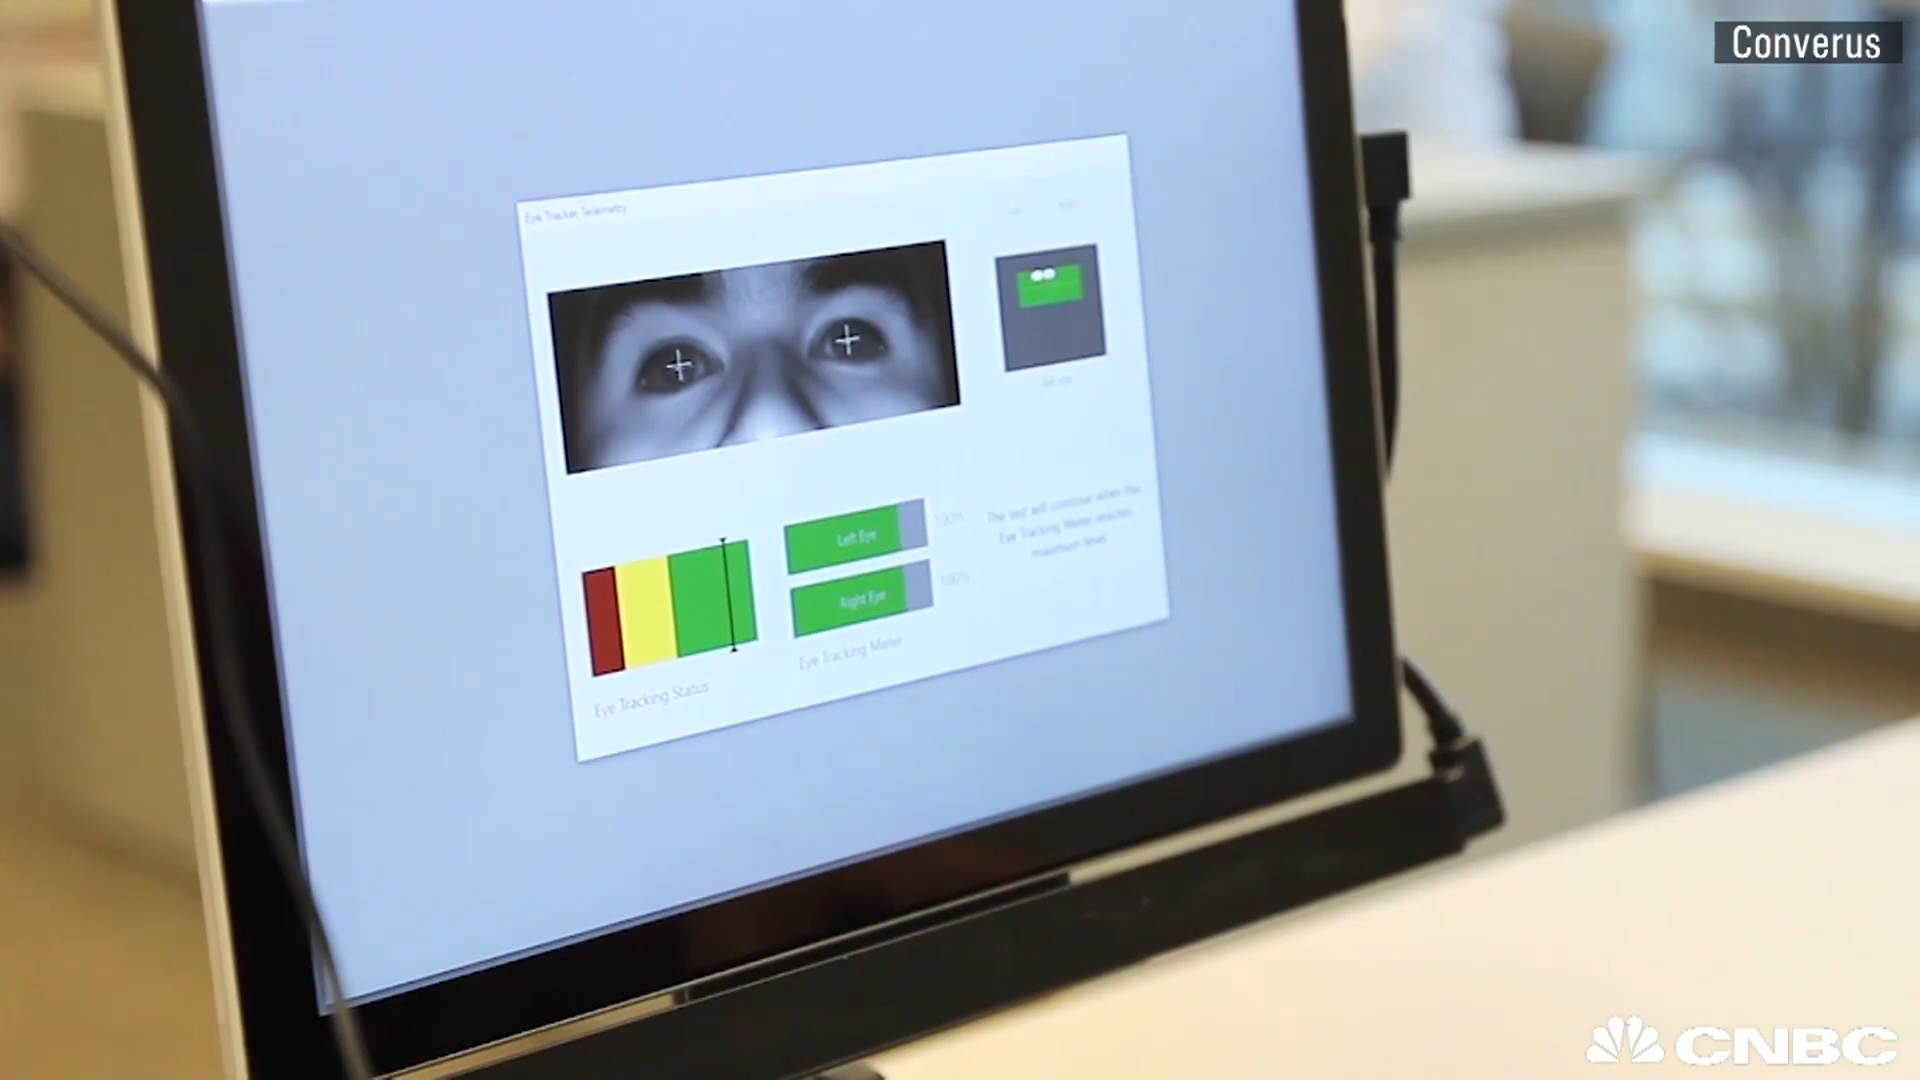 Converus
Eye Tracker Telemetry
Left Eye
100%
Right Eye
100%
The test will continue when the
Eye Tracking Meter reaches
maximum level
Eye Tracking Meter
Eye Tracking Status
CNBC